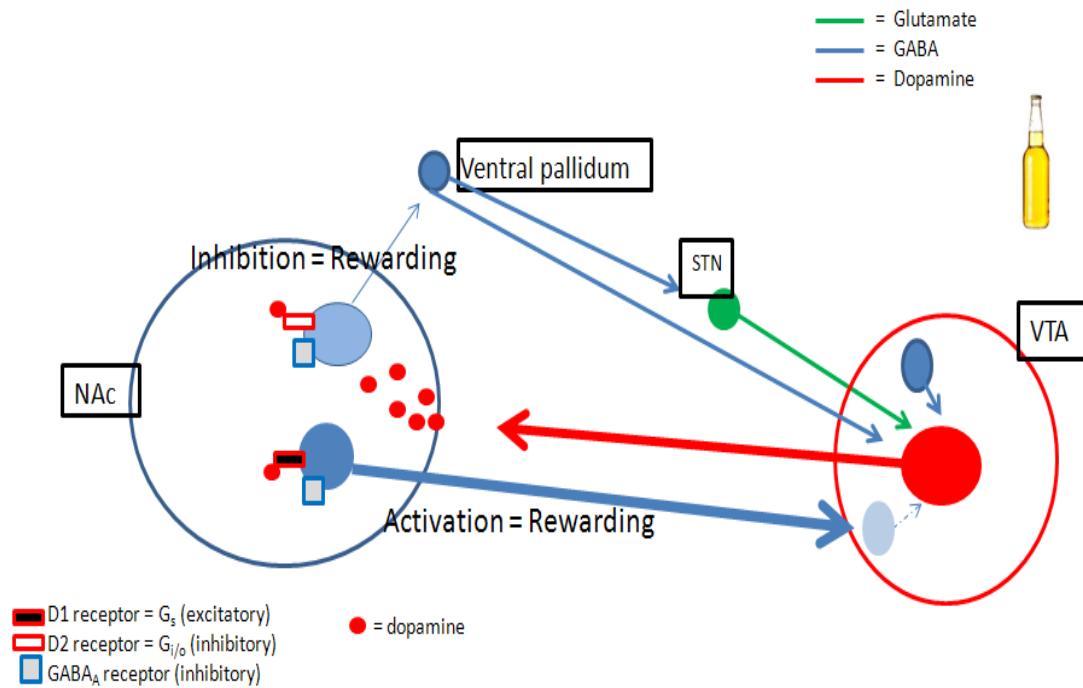 = Glutamate
= GABA
= Dopamine
Ventral pallidum
Inhibition = Rewarding
STN
VTA
NAc
Activation = Rewarding
D1 receptor = Gs (excitatory)
D2 receptor = Gi/o (inhibitory)
GABAA receptor (inhibitory)
= dopamine